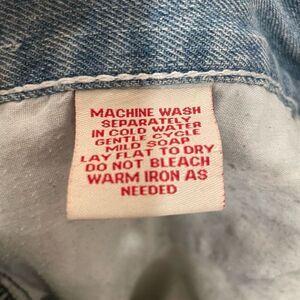 MACHINE WASH
SEPARATELY
IN COLD WATER
GENTLE CYCLE
MILD SOAP
LAY FLAT TO DRY
DO NOT BLEACH
WARM IRON AS
NEEDED